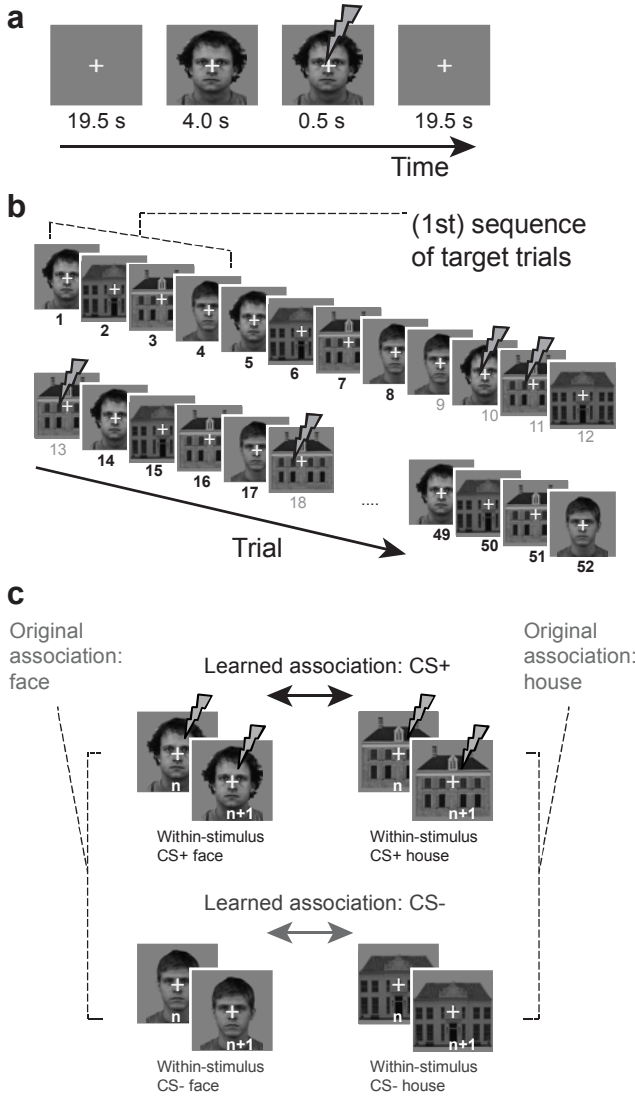 a
19.5 s 4.0 s 0.5 s 19.5 s
Time
b
(1st) sequence
of target trials
1 2 3 4 5 6 7 8 9 10 11 12
13 14 15 16 17 18 .... 49 50 51 52
Trial
c
Original
association:
face
Original
association:
house
Learned association: CS+
n n+1 n n+1
Within-stimulus
CS+ face
Within-stimulus
CS+ house
Learned association: CS-
n n+1 n n+1
Within-stimulus
CS- face
Within-stimulus
CS- house